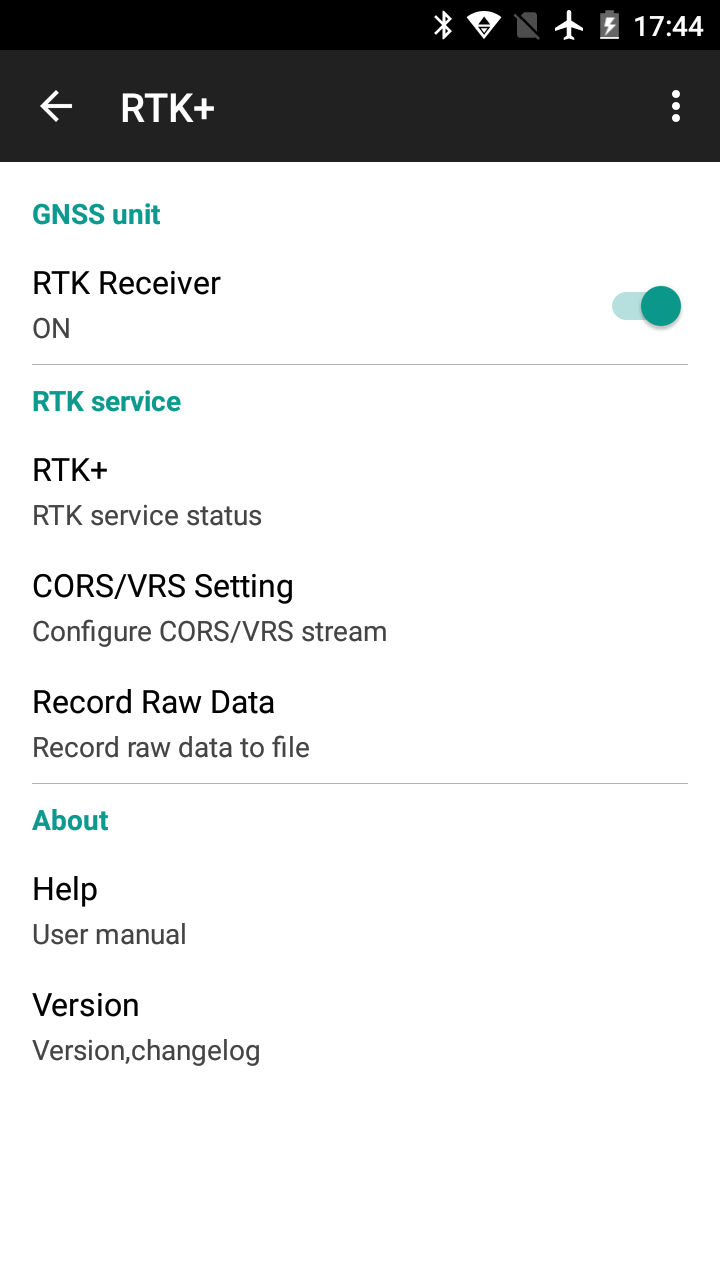 17:44
RTK+
GNSS unit
RTK Receiver
ON
RTK service
RTK+
RTK service status
CORS/VRS Setting
Configure CORS/VRS stream
Record Raw Data
Record raw data to file
About
Help
User manual
Version
Version,changelog